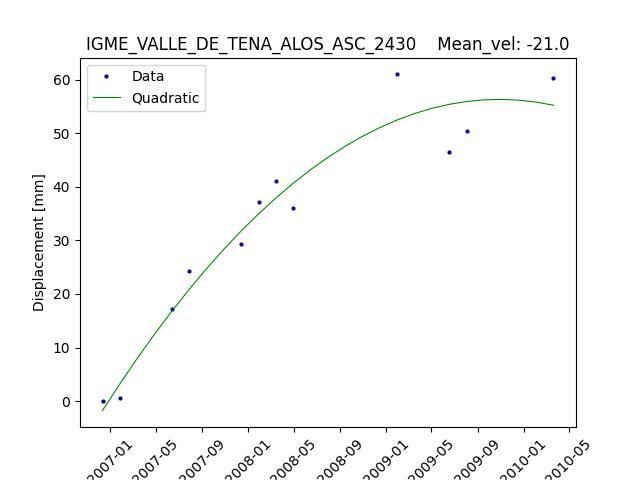 IGME_VALLE_DE_TENA_ALOS_ASC_2430    Mean_vel: -21.0
Data
Quadratic
Displacement [mm]
60
50
40
30
20
10
0
2007-01 2007-05 2007-09 2008-01 2008-05 2008-09 2009-01 2009-05 2009-09 2010-01 2010-05